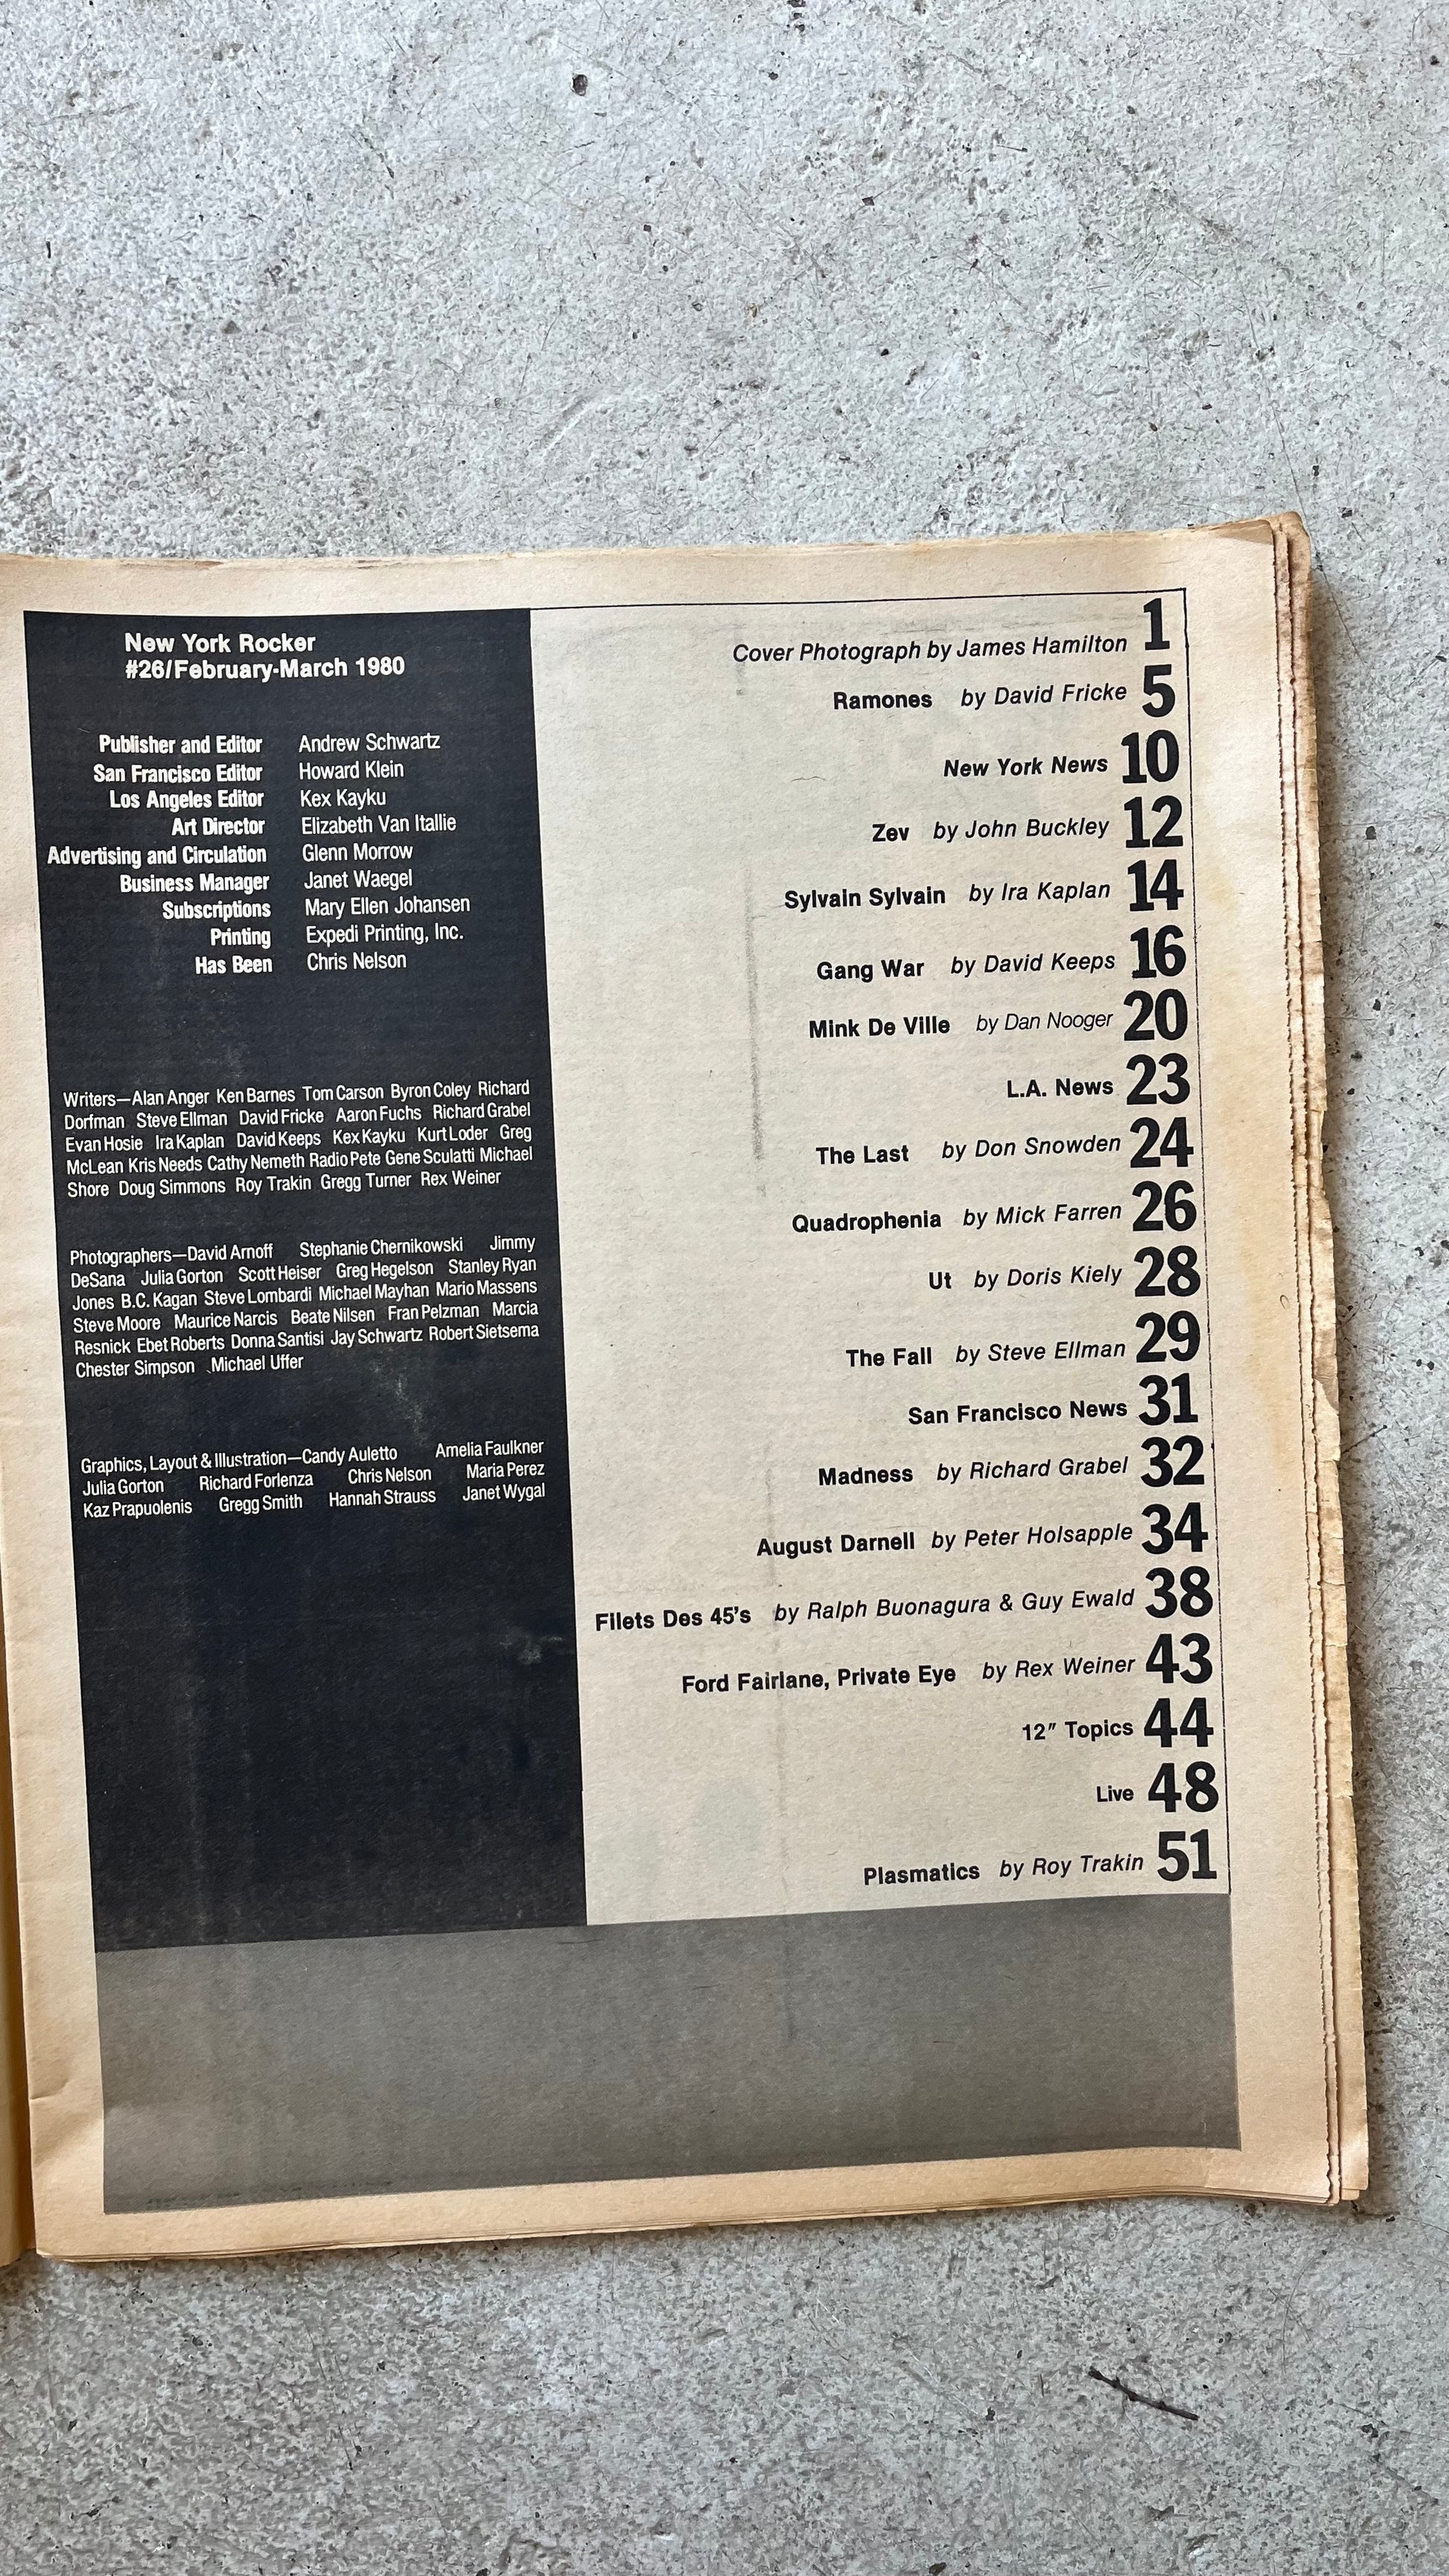 New York Rocker
#26/February-March 1980
Publisher and Editor Andrew Schwartz
San Francisco Editor Howard Klein
Los Angeles Editor Kex Kayku
Art Director Elizabeth Van Itallie
Advertising and Circulation Glenn Morrow
Business Manager Janet Waegel
Subscriptions Mary Ellen Johansen
Printing Expedi Printing, Inc.
Has Been Chris Nelson
Writers—Alan Anger Ken Barnes Tom Carson Byron Coley Richard
Dorfman Steve Ellman David Fricke Aaron Fuchs Richard Grabel
Evan Hosie Ira Kaplan David Keeps Kex Kayku Kurt Loder Greg
McLean Kris Needs Cathy Nemeth Radio Pete Gene Sculatti Michael
Shore Doug Simmons Roy Trakin Gregg Turner Rex Weiner
Photographers—David Arnoff Stephanie Chernikowski Jimmy
DeSana Julia Gorton Scott Heiser Greg Hegelson Stanley Ryan
Jones B.C. Kagan Steve Lombardi Michael Mayhan Mario Massens
Steve Moore Maurice Narcis Beate Nilsen Fran Pelzman Marcia
Resnick Ebet Roberts Donna Santisi Jay Schwartz Robert Sietsema
Chester Simpson Michael Uffer
Graphics, Layout & Illustration—Candy Auletto Amelia Faulkner
Julia Gorton Richard Forlenza Chris Nelson Maria Perez
Kaz Prapuolenis Gregg Smith Hannah Strauss Janet Wygal
Cover Photograph by James Hamilton 1
Ramones by David Fricke 5
New York News 10
Zev by John Buckley 12
Sylvain Sylvain by Ira Kaplan 14
Gang War by David Keeps 16
Mink De Ville by Dan Nooger 20
L.A. News 23
The Last by Don Snowden 24
Quadrophenia by Mick Farren 26
Ut by Doris Kiely 28
The Fall by Steve Ellman 29
San Francisco News 31
Madness by Richard Grabel 32
August Darnell by Peter Holsapple 34
Filets Des 45's by Ralph Buonagura & Guy Ewald 38
Ford Fairlane, Private Eye by Rex Weiner 43
12" Topics 44
Live 48
Plasmatics by Roy Trakin 51